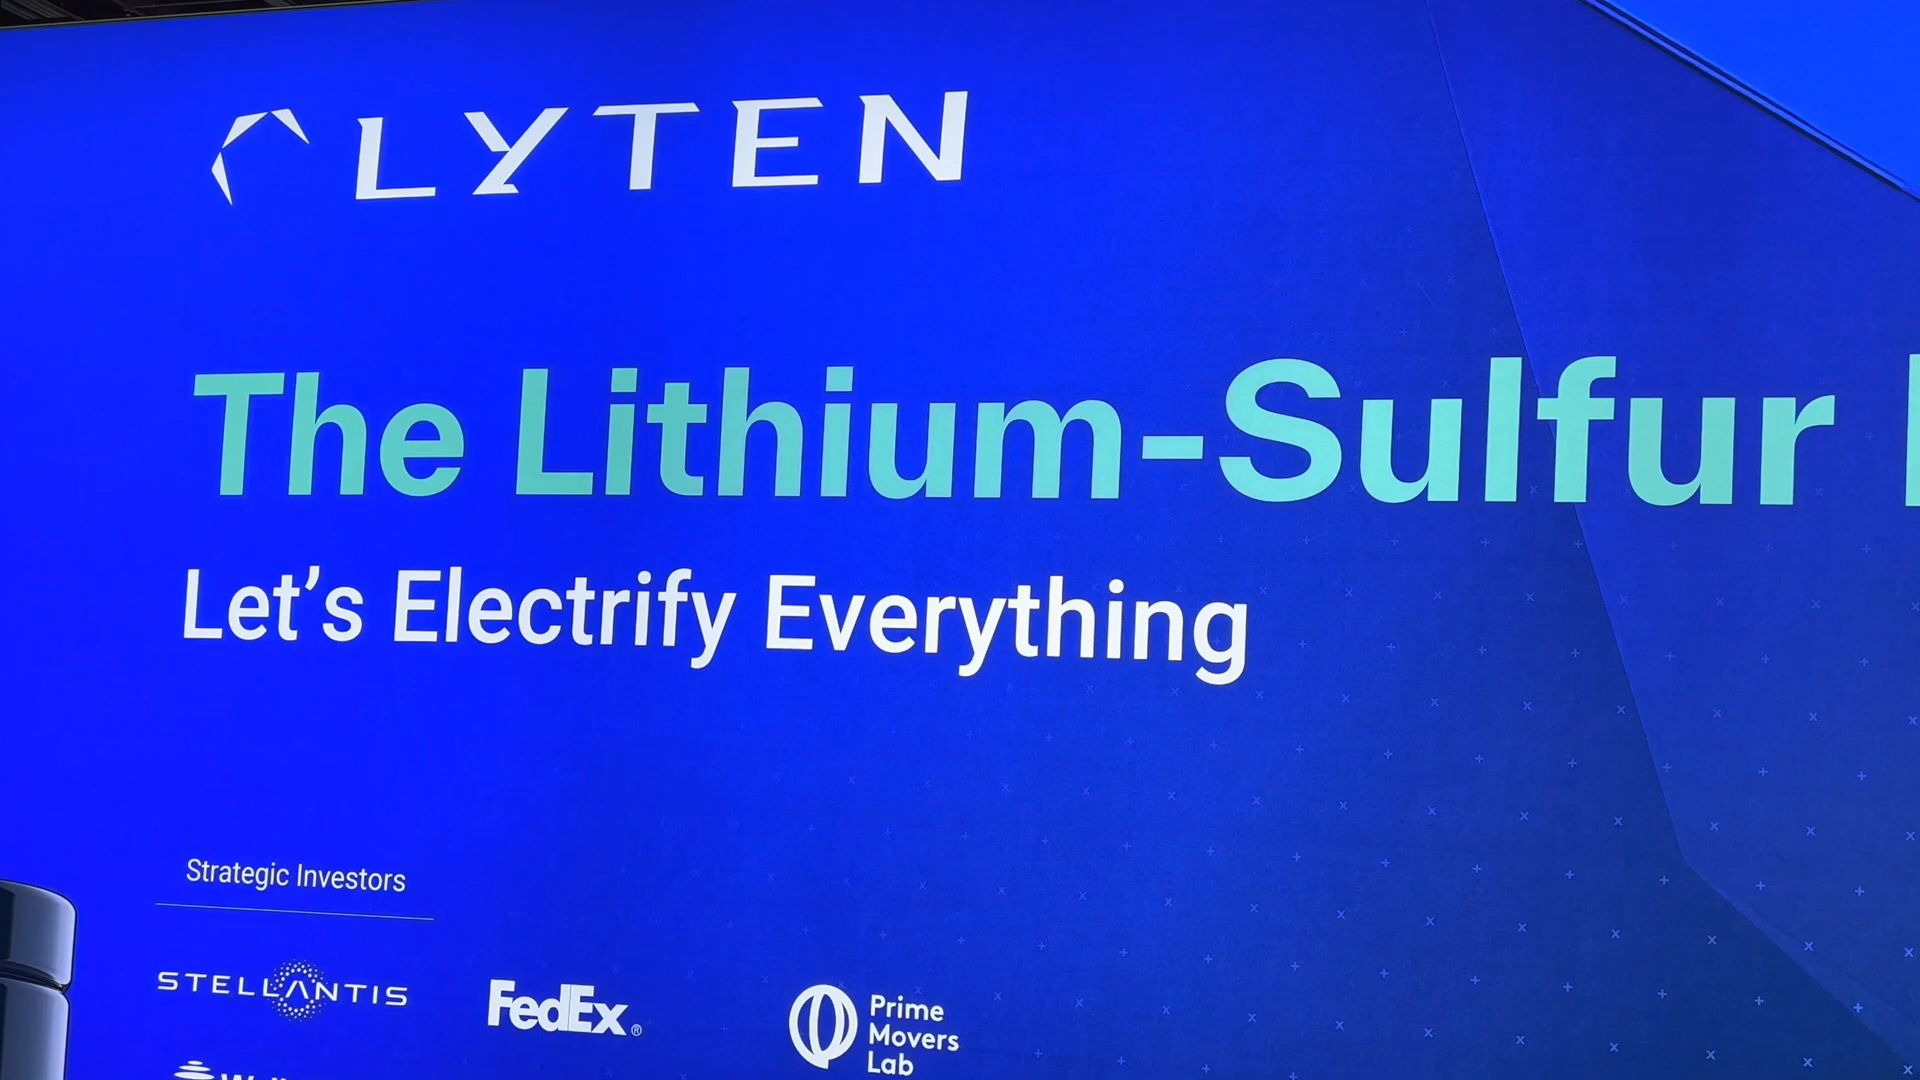 LYTEN
The Lithium-Sulfur
Let's Electrify Everything
Strategic Investors
STELLANTIS
FedEx®
Prime
Movers
Lab